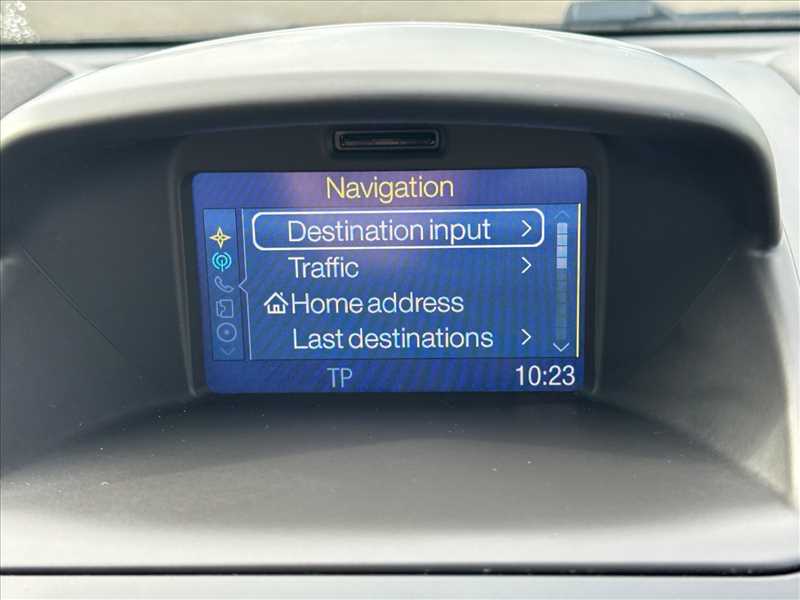 Navigation
Destination input
Traffic
Home address
Last destinations
TP 10:23